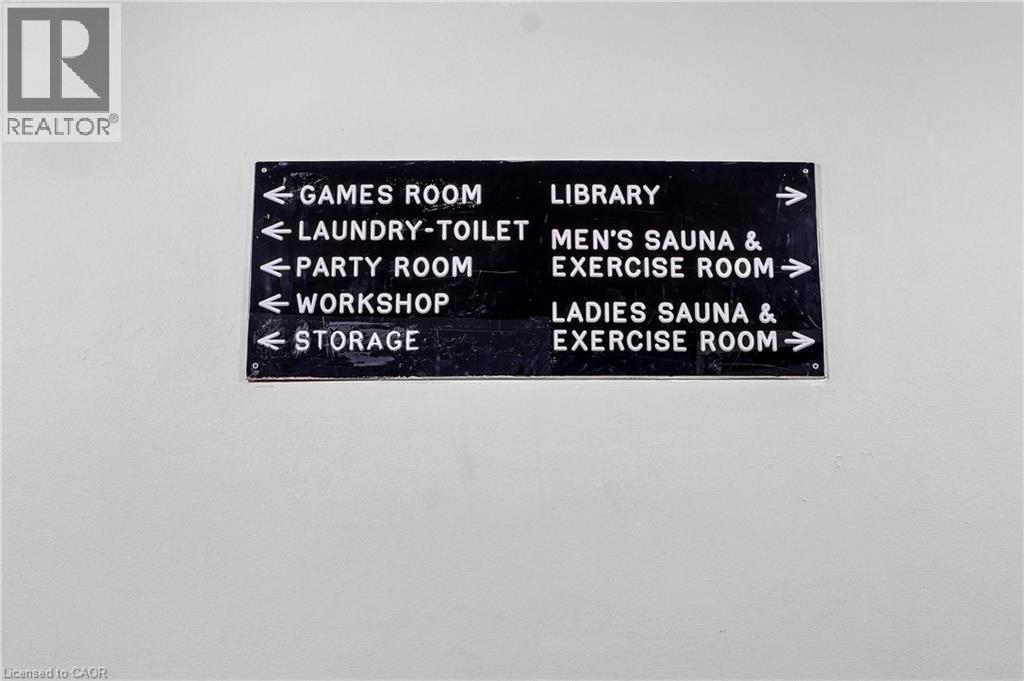 REALTOR®
← GAMES ROOM
← LAUNDRY-TOILET
← PARTY ROOM
← WORKSHOP
← STORAGE
LIBRARY →
MEN'S SAUNA &
EXERCISE ROOM →
LADIES SAUNA &
EXERCISE ROOM →
Licensed to CAOR